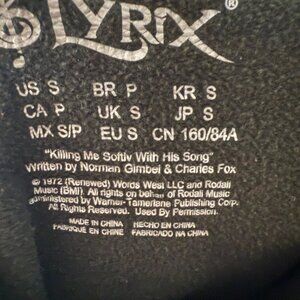 LYRIX®
US S BR P KR S
CA P UK S JP S
MX S/P EU S CN 160/84A
"Killing Me Softly With His Song"
Written by Norman Gimbel & Charles Fox
© 1972 (Renewed) Words West LLC and Rodali
Music (BMI). All rights on behalf of Rodali Music
administered by Warner-Tamerlane Publishing Corp.
All Rights Reserved. Used By Permission.
MADE IN CHINA HECHO EN CHINA
FABRIQUÉ EN CHINE FABRICADO NA CHINA